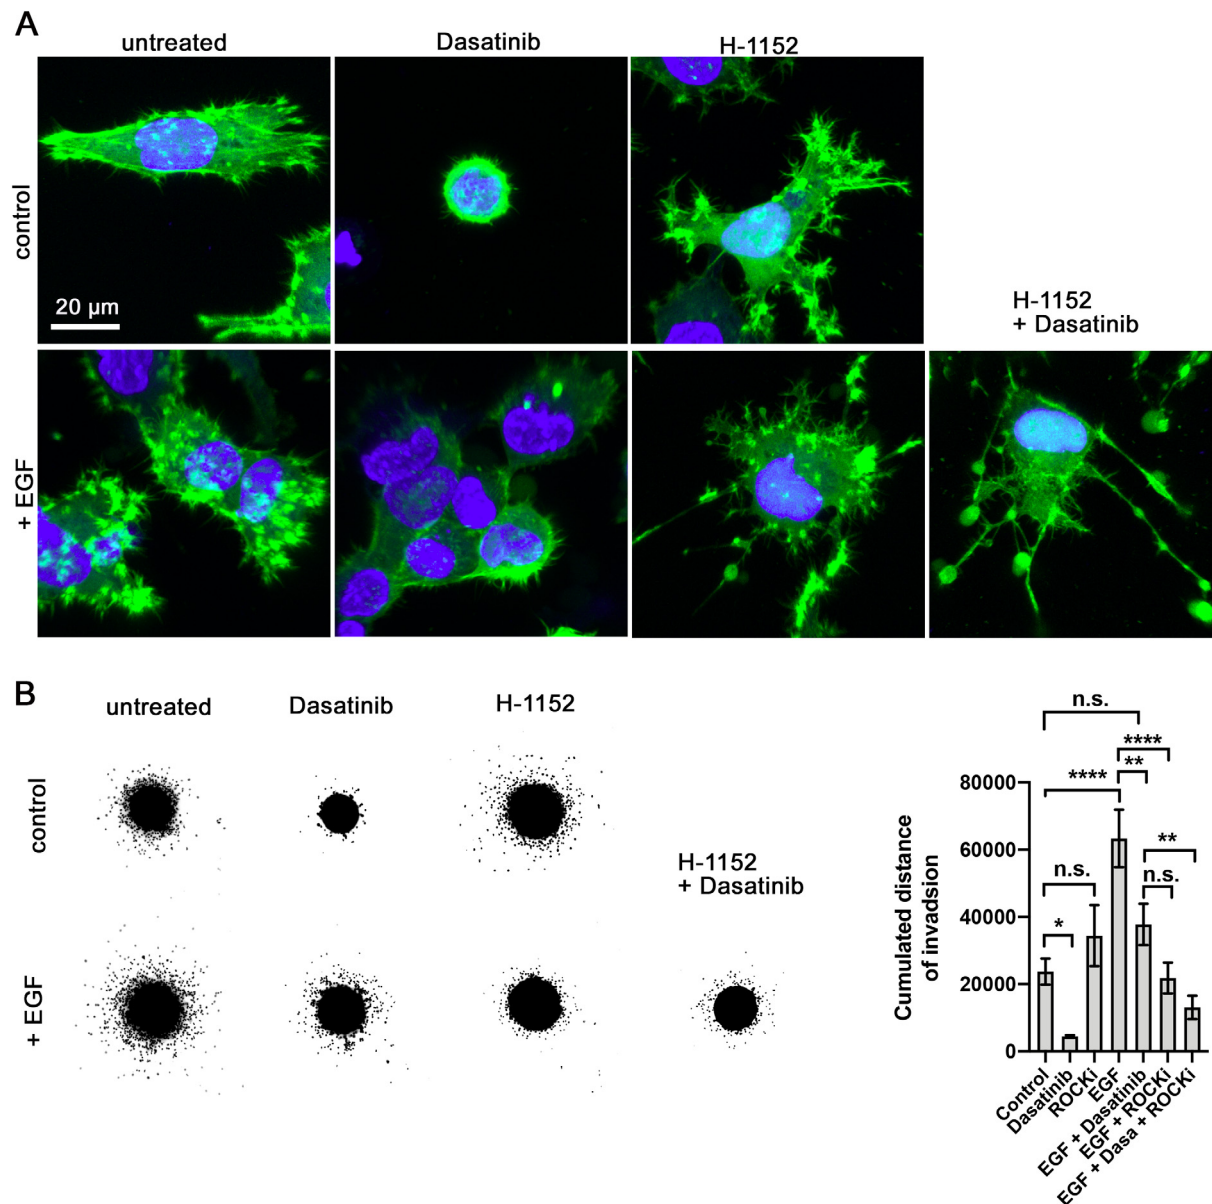 A
untreated
Dasatinib
H-1152
control
20 µm
H-1152
+ Dasatinib
+ EGF
B
untreated
Dasatinib
H-1152
control
H-1152
+ Dasatinib
+ EGF
n.s.
****
**
****
**
n.s.
n.s.
*
80000
60000
40000
20000
0
Cumulated distance
of invadsion
Control
Dasatinib
ROCKi
EGF
EGF + Dasatinib
EGF + ROCKi
EGF + Dasa + ROCKi